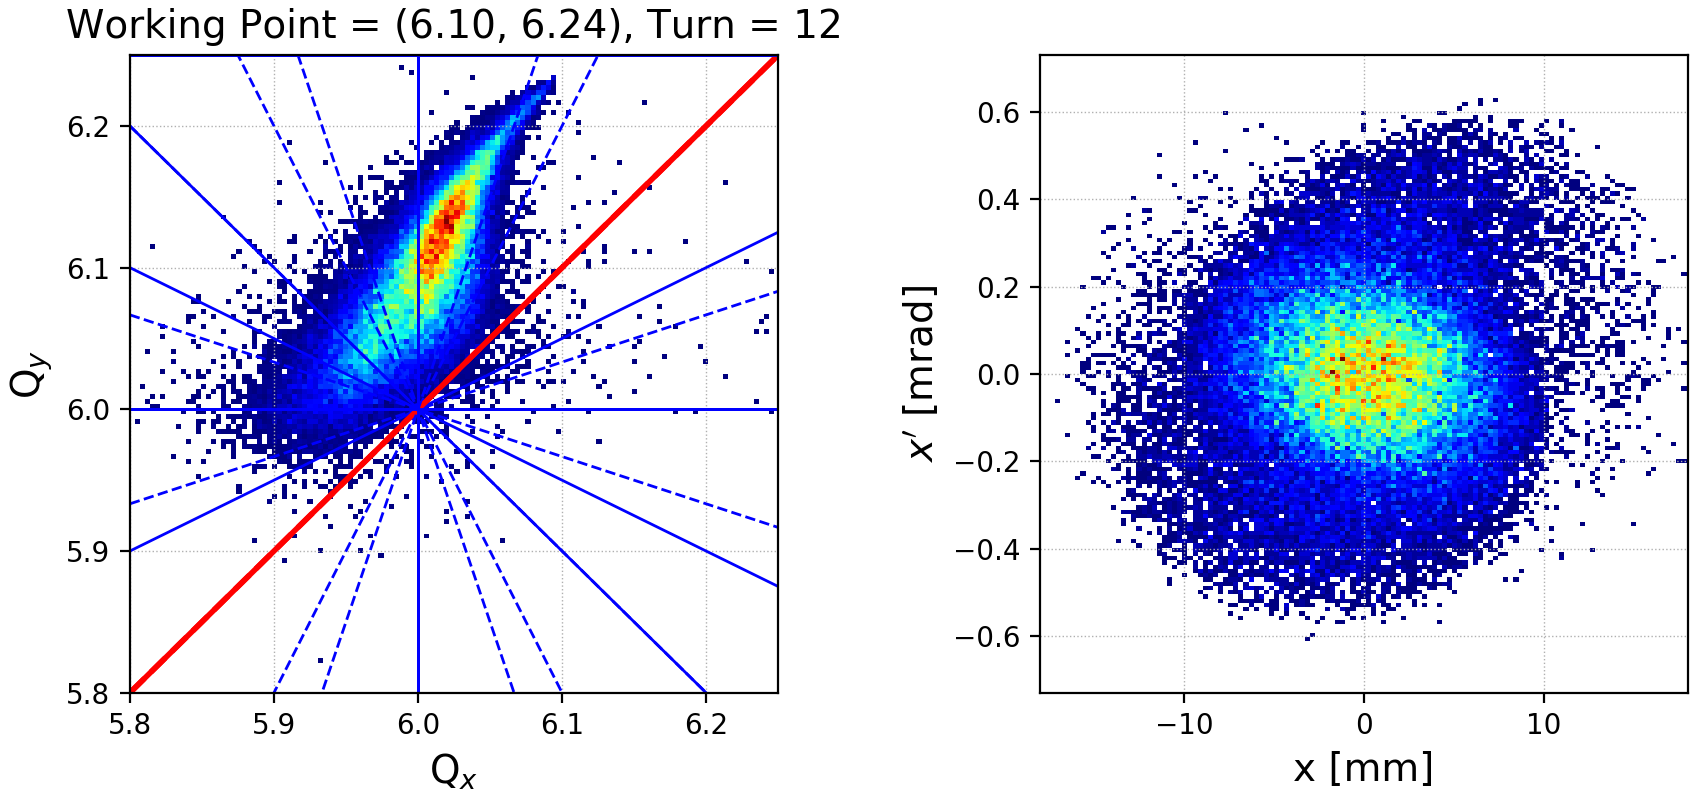 Working Point = (6.10, 6.24), Turn = 12
6.2
6.1
6.0
5.9
5.8
5.8 5.9 6.0 6.1 6.2
Qy
Qx
0.6
0.4
0.2
0.0
−0.2
−0.4
−0.6
−10 0 10
x′ [mrad]
x [mm]